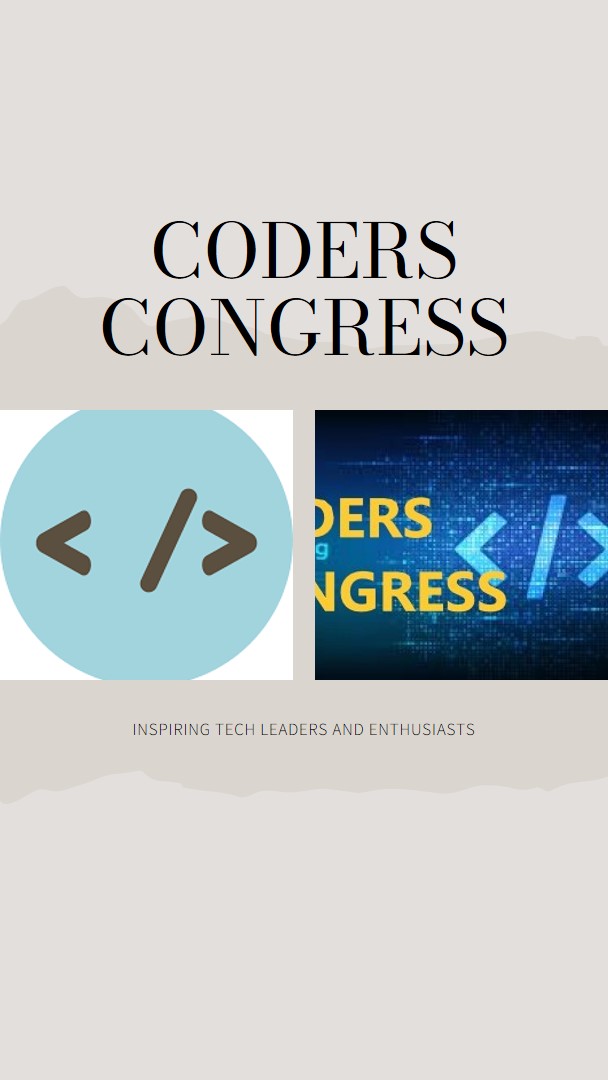 CODERS
CONGRESS
</>
DERS
</>
g
NGRESS
INSPIRING TECH LEADERS AND ENTHUSIASTS